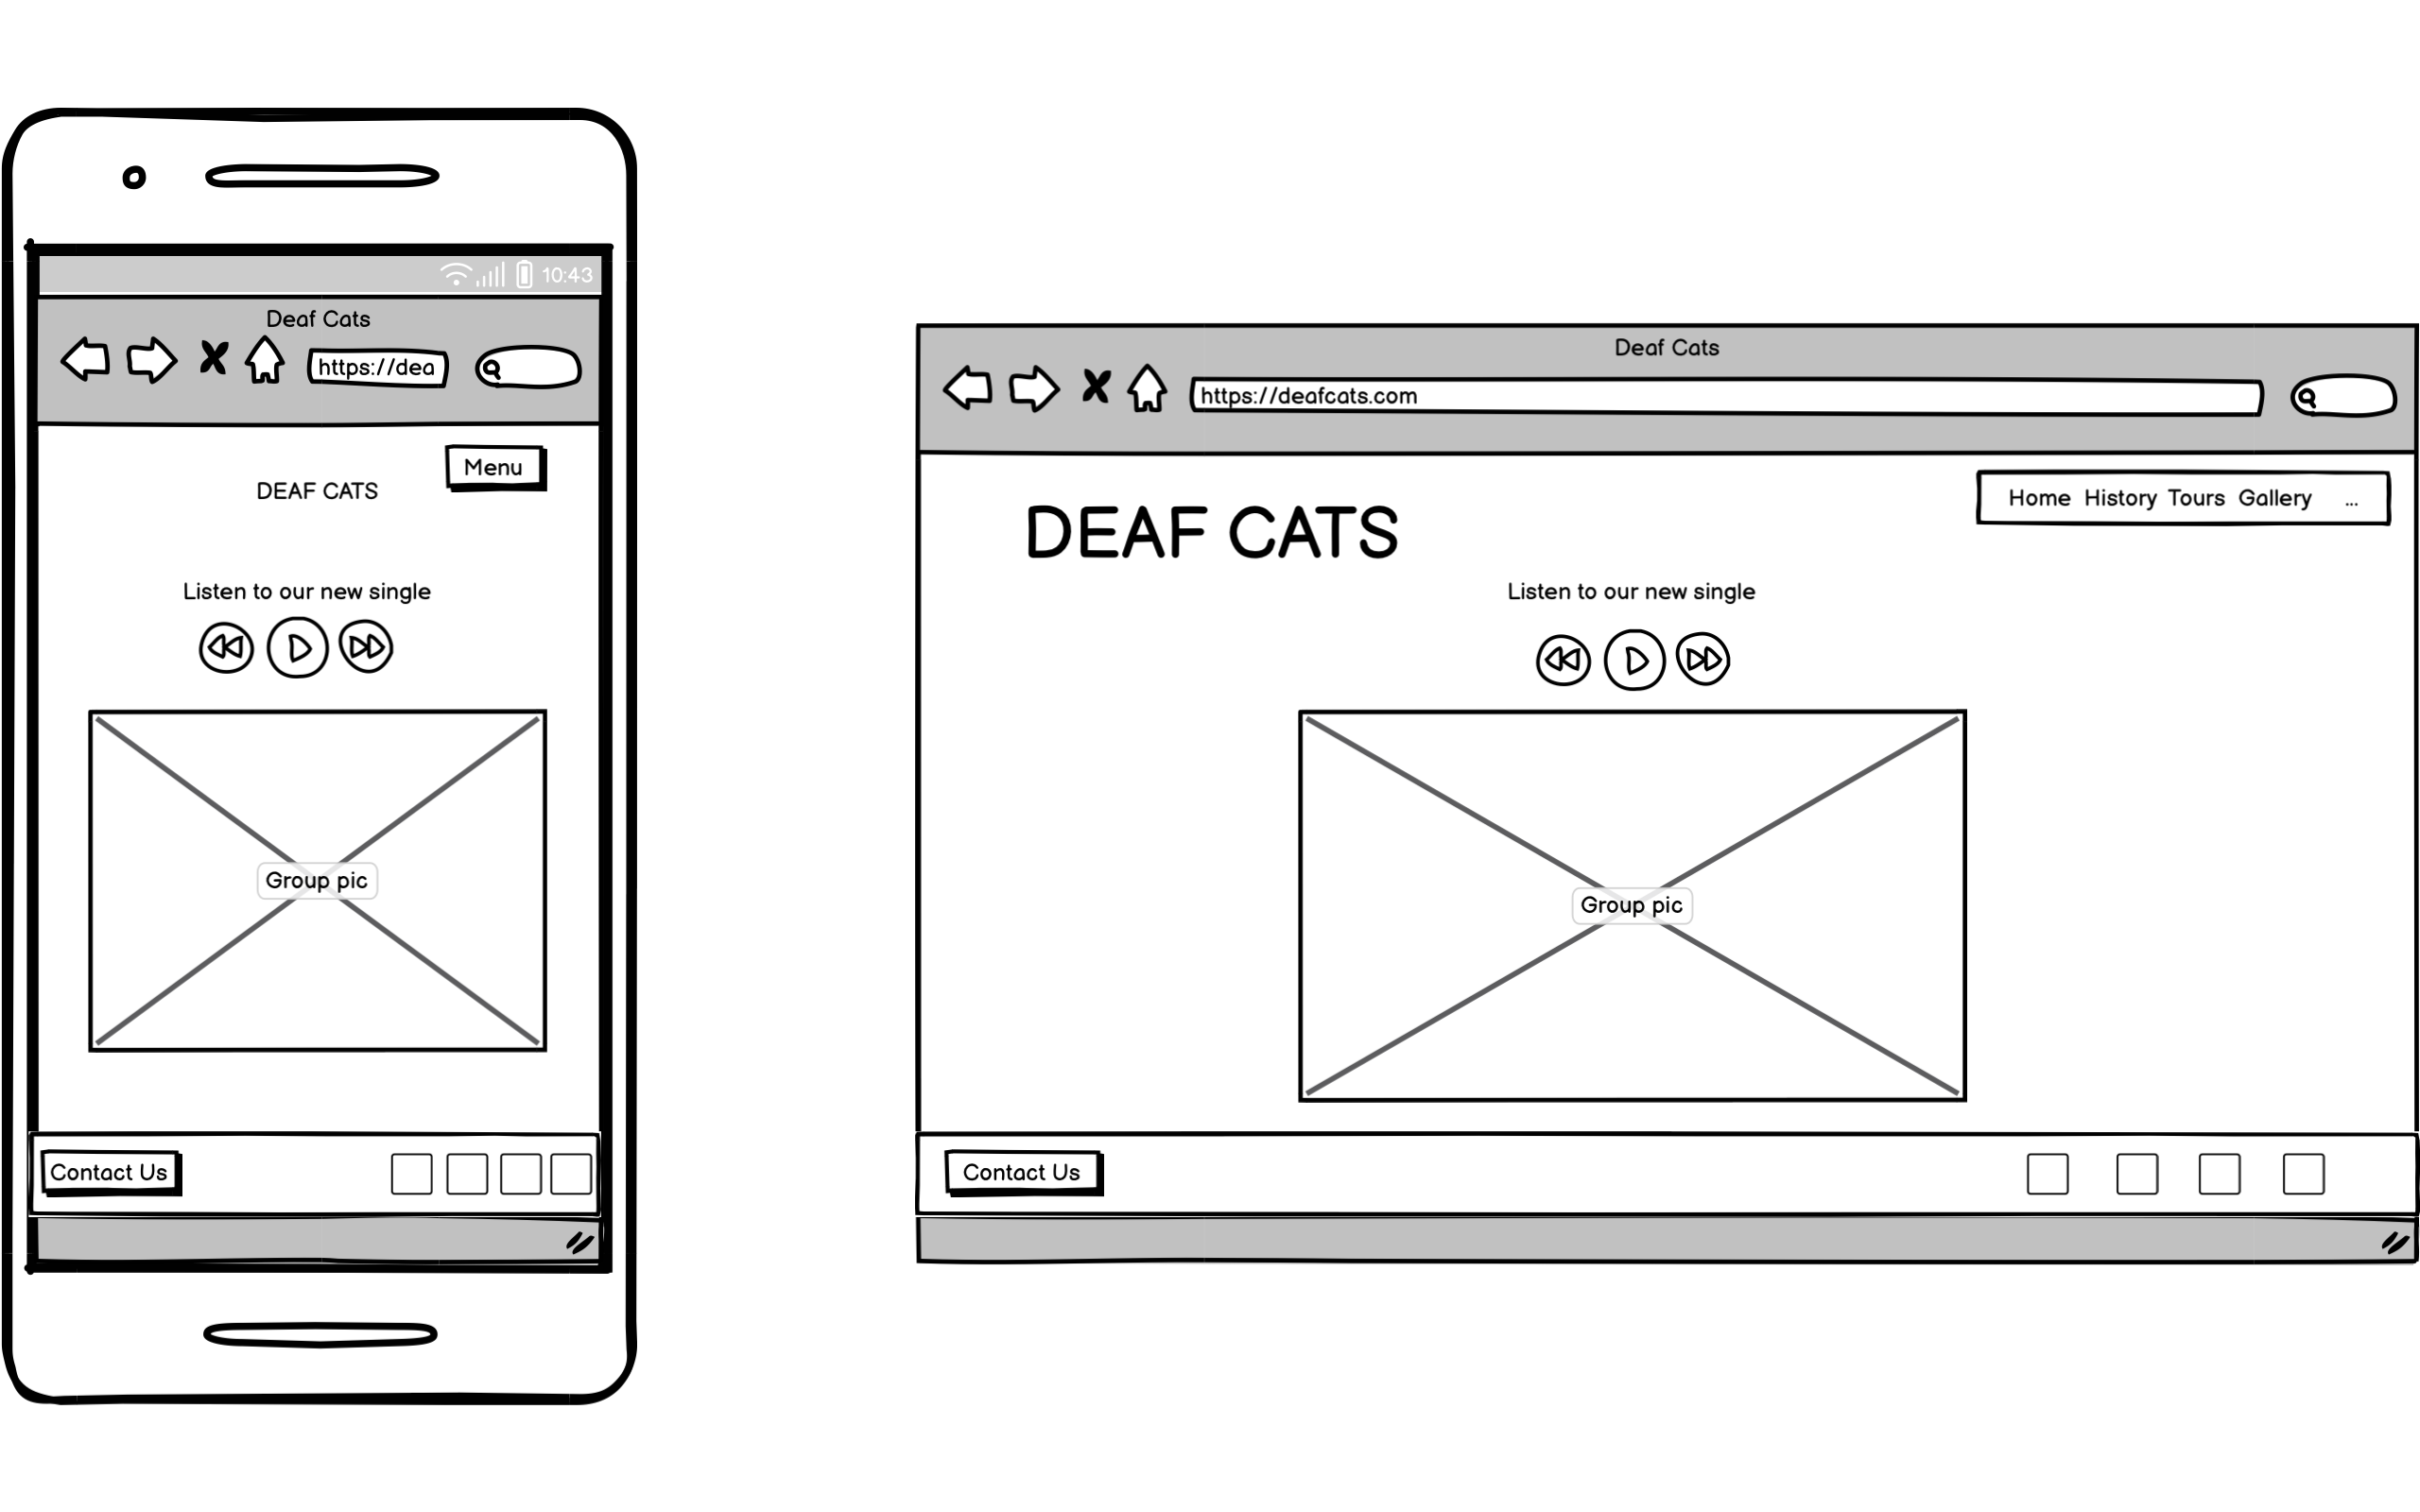 10:43
Deaf Cats
https://dea
Menu
DEAF CATS
Listen to our new single
Group pic
Contact Us
Deaf Cats
https://deafcats.com
Home History Tours Gallery ...
DEAF CATS
Listen to our new single
Group pic
Contact Us